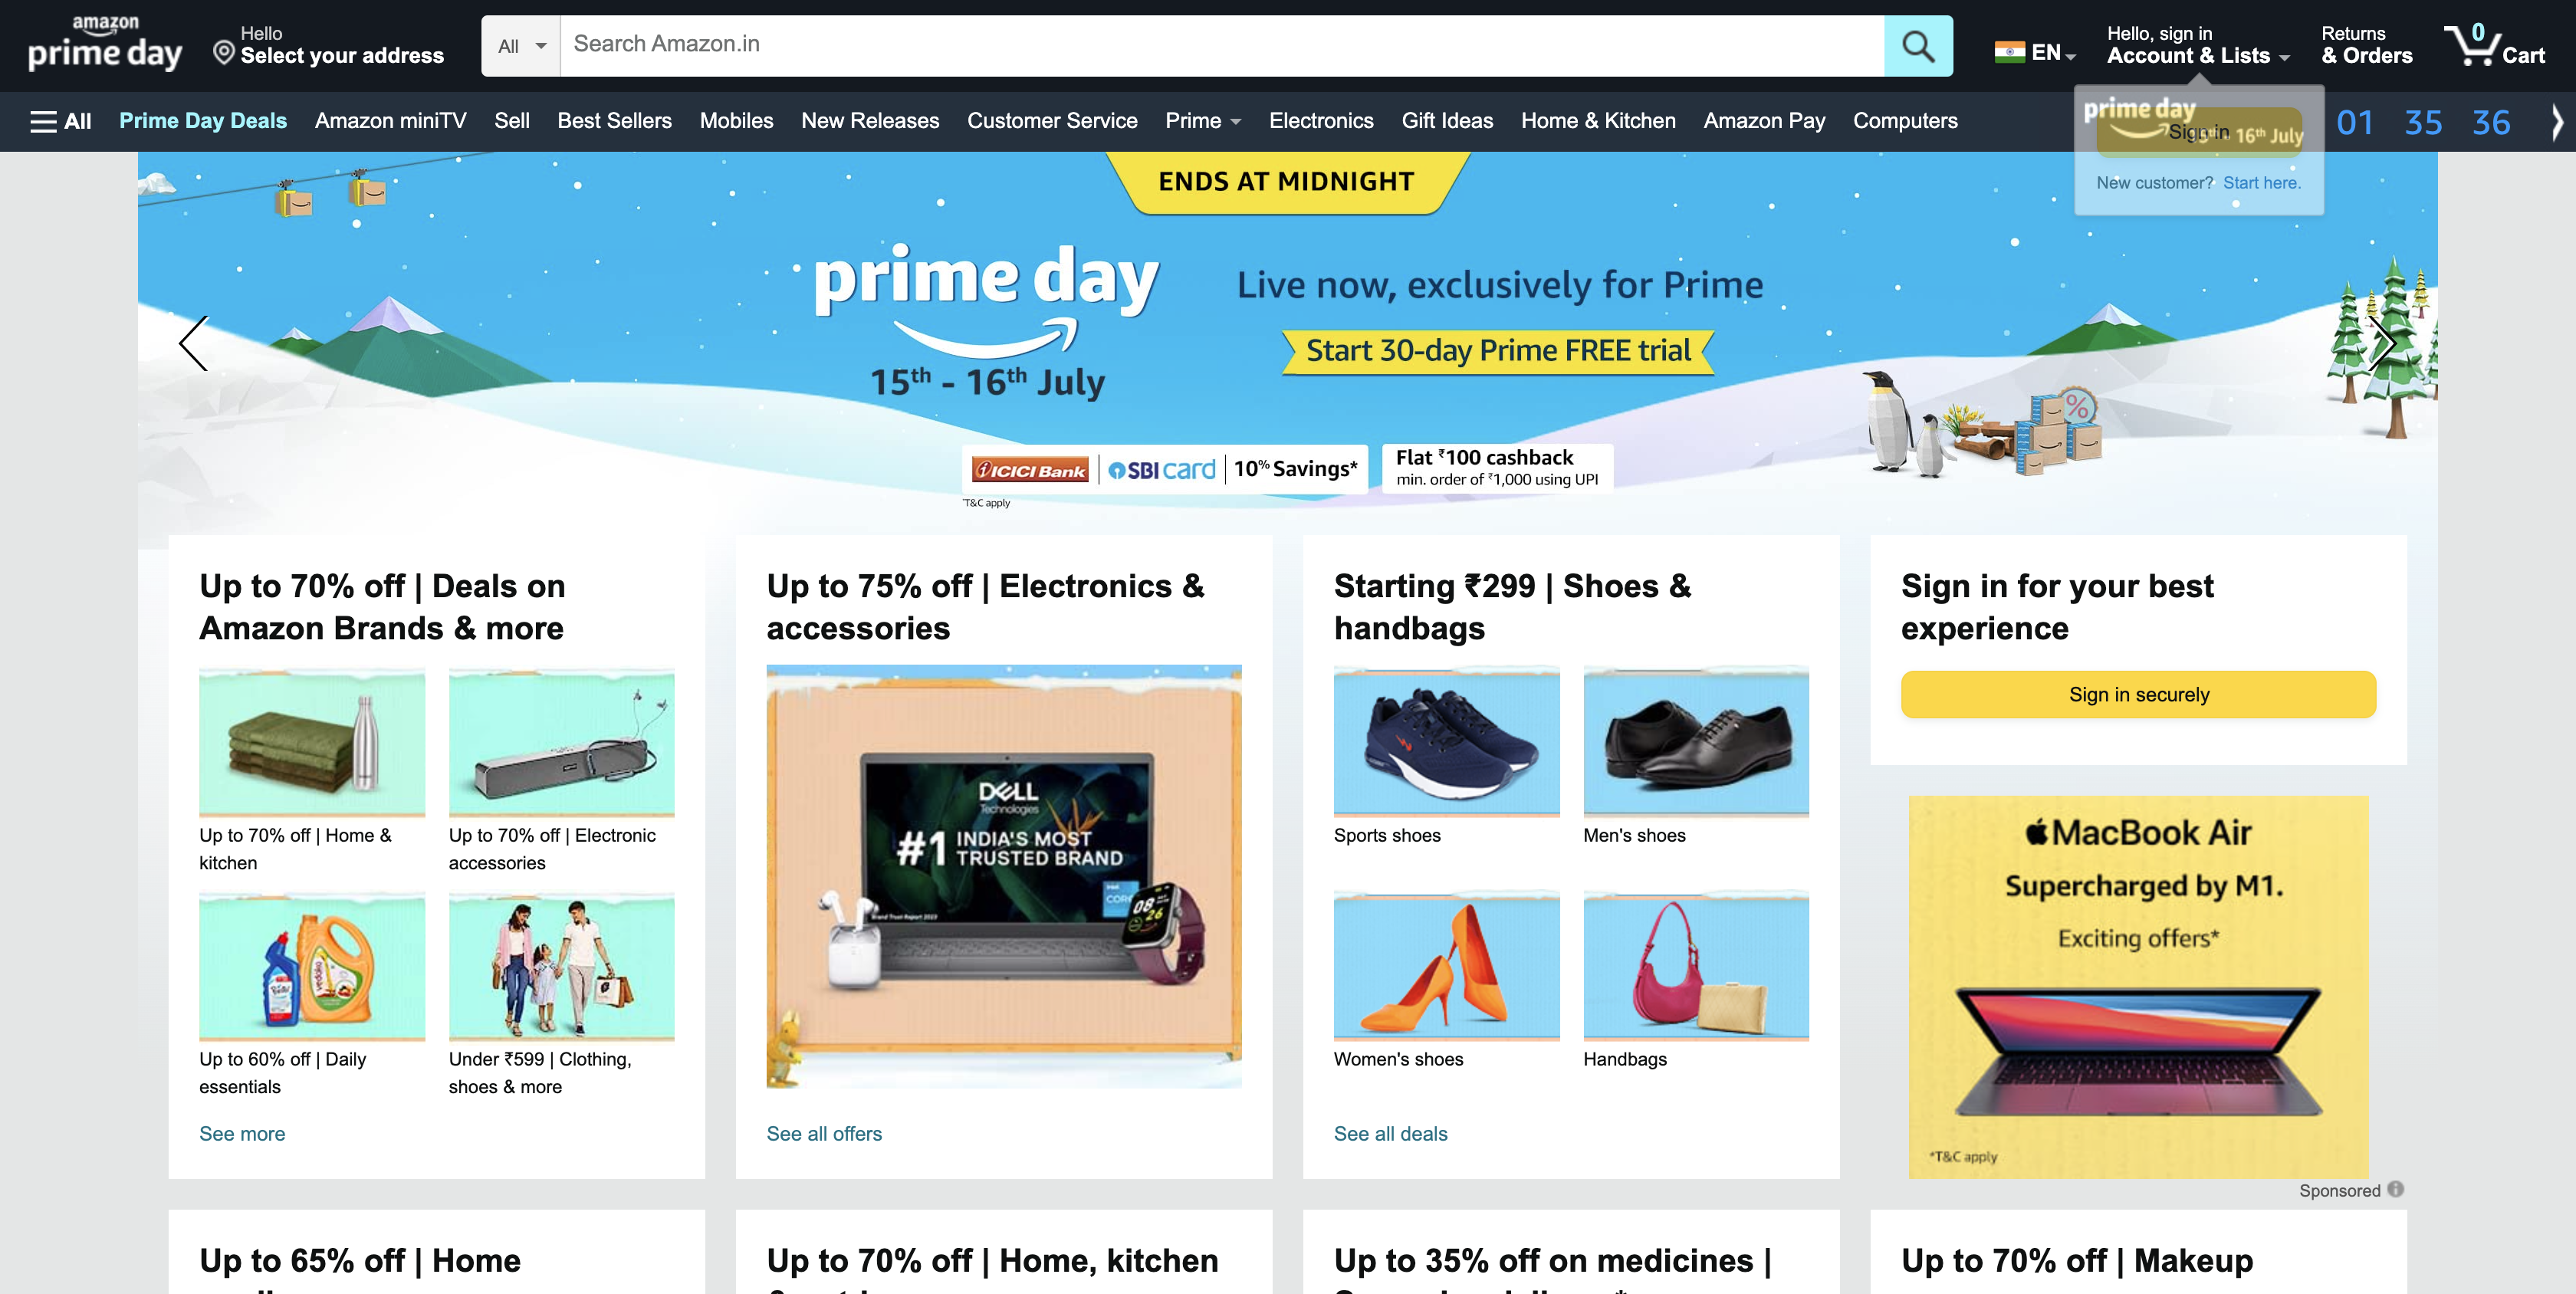 amazon
prime day
Hello
Select your address
All
Search Amazon.in
EN
Hello, sign in
Account & Lists
Returns
& Orders
0
Cart
All
Prime Day Deals
Amazon miniTV
Sell
Best Sellers
Mobiles
New Releases
Customer Service
Prime
Electronics
Gift Ideas
Home & Kitchen
Amazon Pay
Computers
prime day
Sign in
16th July
01 35 36
New customer? Start here.
ENDS AT MIDNIGHT
prime day
15th - 16th July
Live now, exclusively for Prime
Start 30-day Prime FREE trial
ICICI Bank
SBI card
10% Savings*
Flat ₹100 cashback
min. order of ₹1,000 using UPI
*T&C apply
Up to 70% off | Deals on
Amazon Brands & more
Up to 70% off | Home &
kitchen
Up to 70% off | Electronic
accessories
Up to 60% off | Daily
essentials
Under ₹599 | Clothing,
shoes & more
See more
Up to 75% off | Electronics &
accessories
DELL
Technologies
#1 INDIA'S MOST
TRUSTED BRAND
Brand Trust Report 2023
intel
CORE
08
26
See all offers
Starting ₹299 | Shoes &
handbags
Sports shoes
Men's shoes
Women's shoes
Handbags
See all deals
Sign in for your best
experience
Sign in securely
MacBook Air
Supercharged by M1.
Exciting offers*
*T&C apply
Sponsored
Up to 65% off | Home
Up to 70% off | Home, kitchen
Up to 35% off on medicines |
Up to 70% off | Makeup